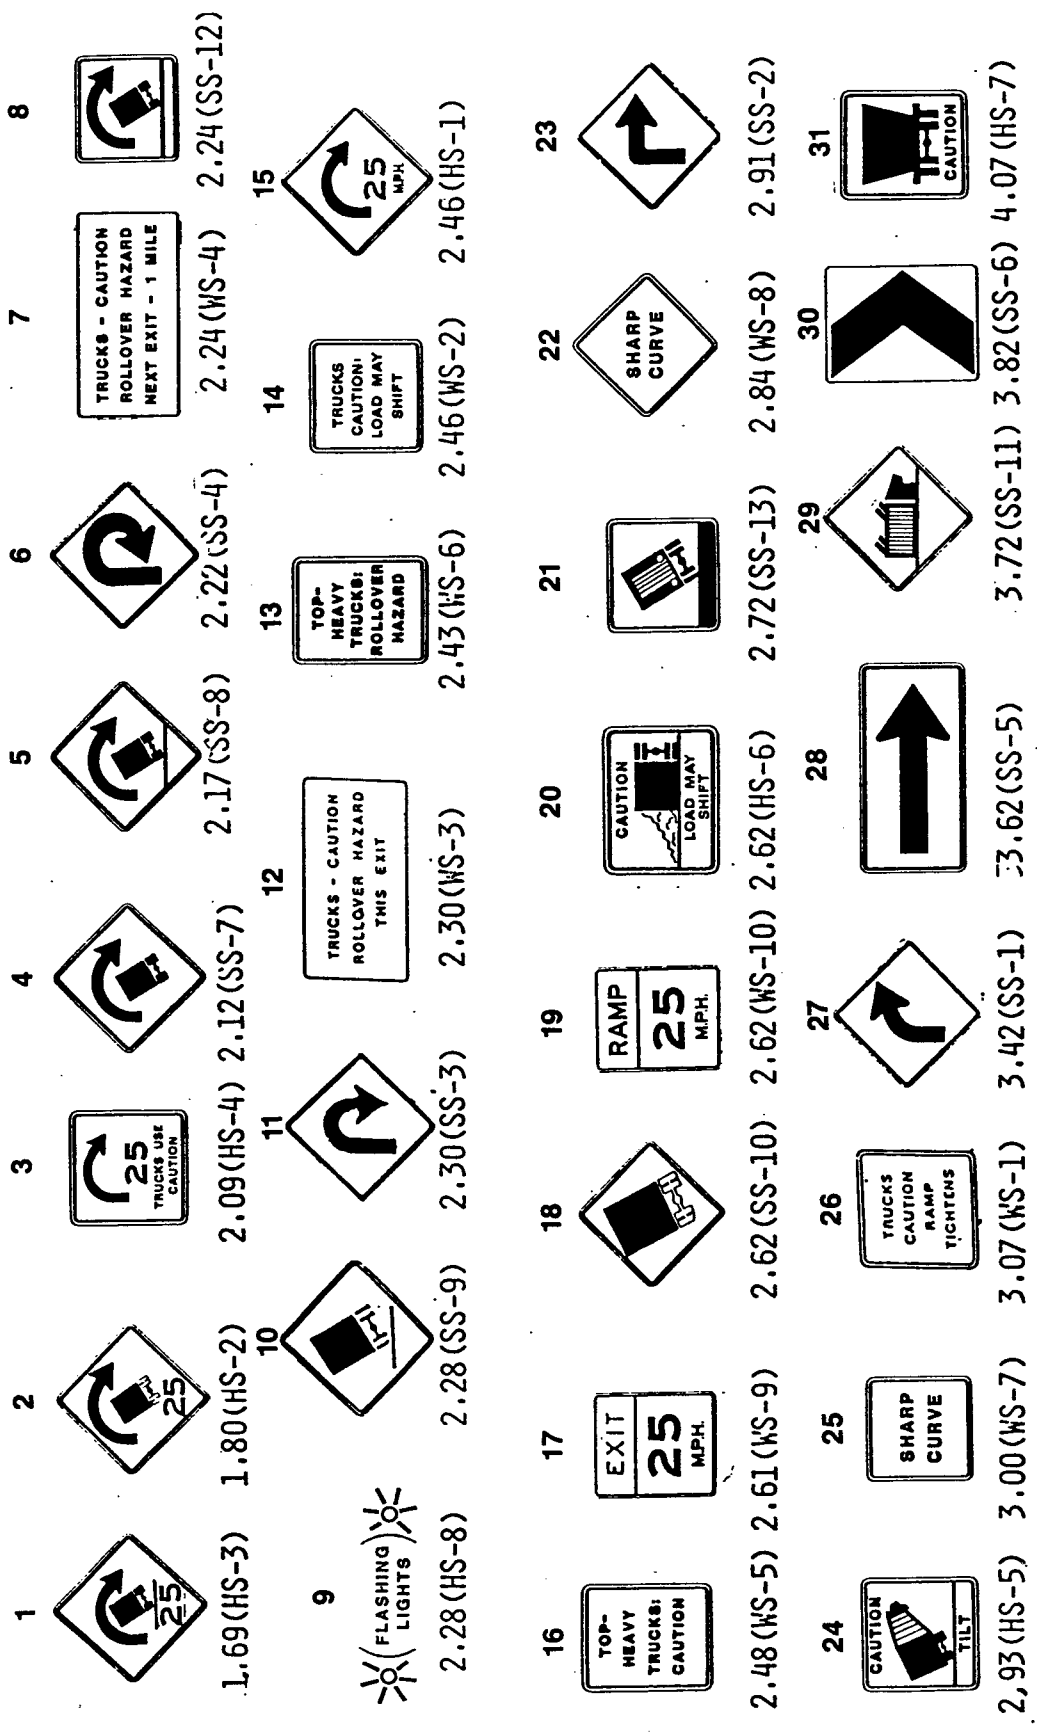 1
25
1.69(HS-3)
2
25
1.80(HS-2)
3
25
TRUCKS USE
CAUTION
2.09(HS-4)
4
2.12(SS-7)
5
2.17(SS-8)
6
2.22(SS-4)
7
TRUCKS - CAUTION
ROLLOVER HAZARD
NEXT EXIT - 1 MILE
2.24(WS-4)
8
2.24(SS-12)
9
(FLASHING)
LIGHTS
2.28(HS-8)
10
2.28(SS-9)
11
2.30(SS-3)
12
TRUCKS - CAUTION
ROLLOVER HAZARD
THIS EXIT
2.30(WS-3)
13
TOP-
HEAVY
TRUCKS:
ROLLOVER
HAZARD
2.43(WS-6)
14
TRUCKS
CAUTION:
LOAD MAY
SHIFT
2.46(WS-2)
15
25
M.P.H.
2.46(HS-1)
16
TOP-
HEAVY
TRUCKS:
CAUTION
2.48(WS-5)
17
EXIT
25
M.P.H.
2.61(WS-9)
18
2.62(SS-10)
19
RAMP
25
M.P.H.
2.62(WS-10)
20
CAUTION
LOAD MAY
SHIFT
2.62(HS-6)
21
2.72(SS-13)
22
SHARP
CURVE
2.84(WS-8)
23
2.91(SS-2)
24
CAUTION
TILT
2,93(HS-5)
25
SHARP
CURVE
3.00(WS-7)
26
TRUCKS
CAUTION
RAMP
TIGHTENS
3.07(WS-1)
27
3.42(SS-1)
28
3.62(SS-5)
29
3.72(SS-11)
30
3.82(SS-6)
31
CAUTION
4.07(HS-7)